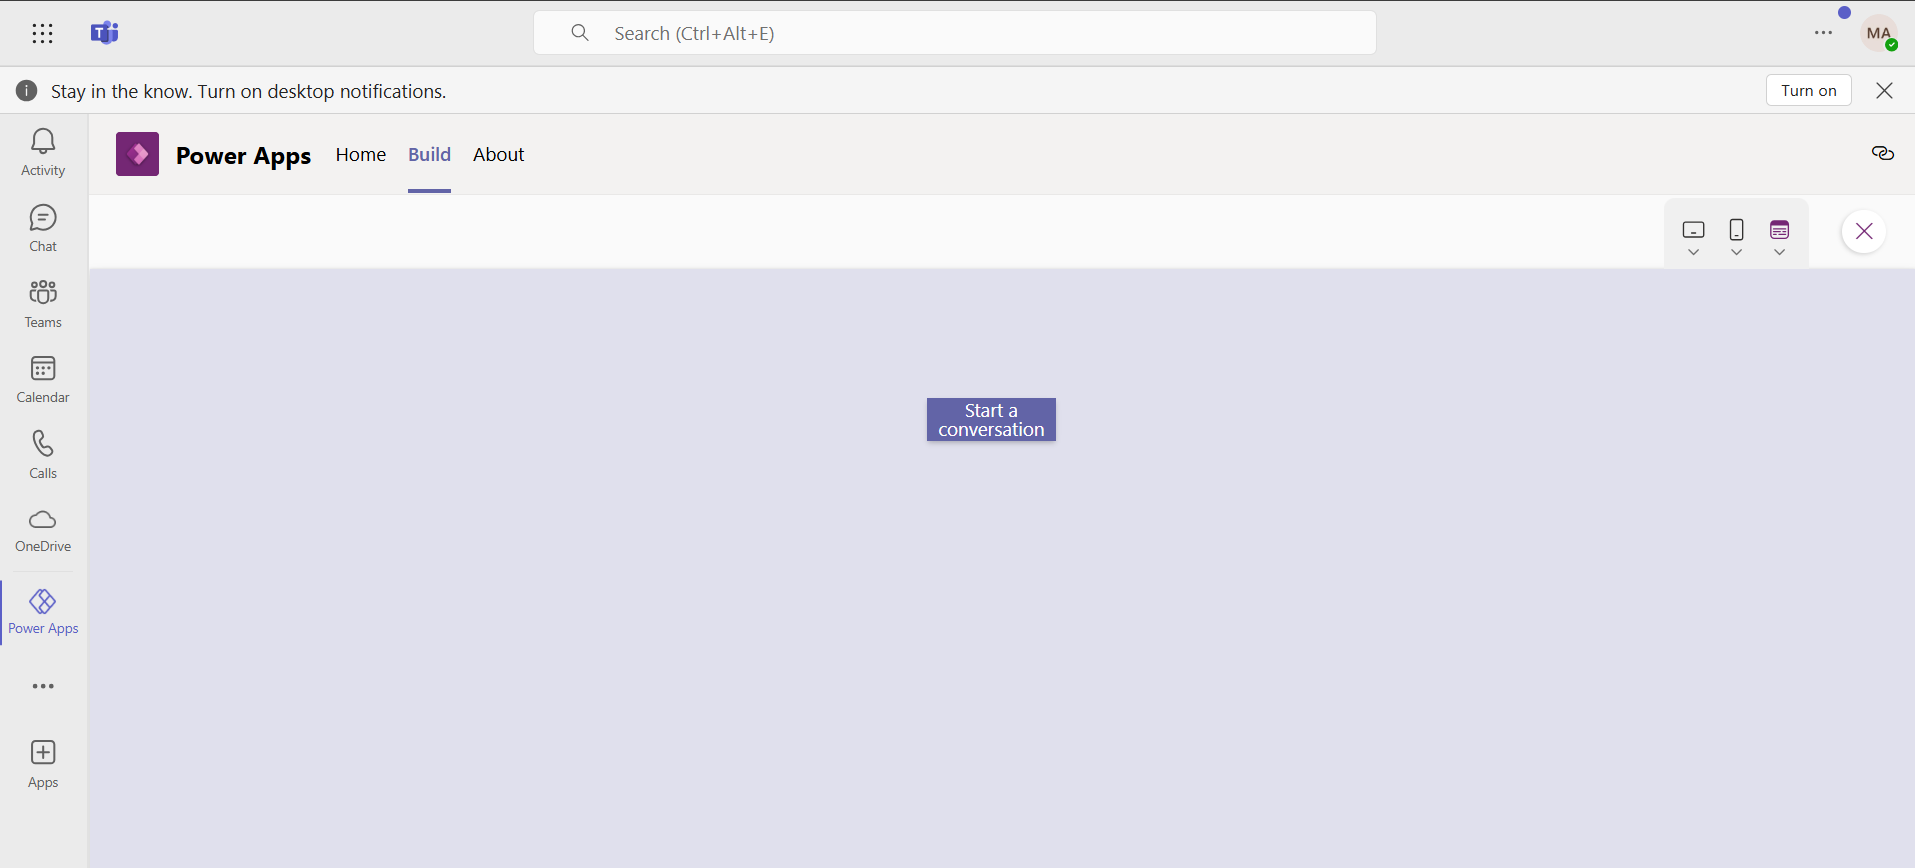 Search (Ctrl+Alt+E)
MA
Stay in the know. Turn on desktop notifications.
Turn on
Activity
Chat
Teams
Calendar
Calls
OneDrive
Power Apps
Apps
Power Apps
Home
Build
About
Start a
conversation